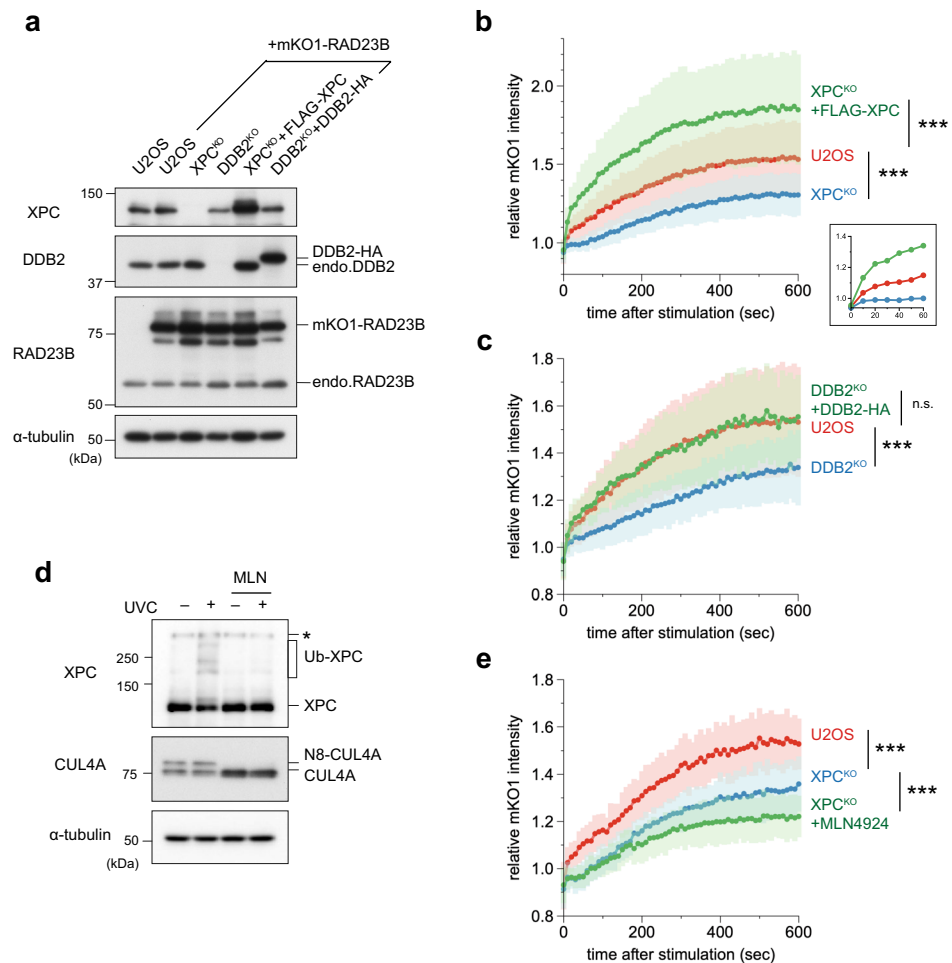 a
+mKO1-RAD23B
U2OS
U2OS
XPCKO
DDB2KO
XPCKO+FLAG-XPC
DDB2KO+DDB2-HA
150
XPC
DDB2
DDB2-HA
endo.DDB2
37
75
mKO1-RAD23B
RAD23B
endo.RAD23B
50
α-tubulin
50
(kDa)
b
relative mKO1 intensity
2.0
1.5
1.0
0
200
400
600
time after stimulation (sec)
XPCKO
+FLAG-XPC
***
U2OS
***
XPCKO
1.4
1.2
1.0
0
20
40
60
c
relative mKO1 intensity
1.8
1.6
1.4
1.2
1.0
0.8
0
200
400
600
time after stimulation (sec)
DDB2KO
+DDB2-HA
n.s.
U2OS
***
DDB2KO
d
MLN
UVC
–
+
–
+
*
250
Ub-XPC
XPC
150
XPC
N8-CUL4A
CUL4A
75
CUL4A
α-tubulin
50
(kDa)
e
relative mKO1 intensity
1.8
1.6
1.4
1.2
1.0
0.8
0
200
400
600
time after stimulation (sec)
U2OS
***
XPCKO
***
XPCKO
+MLN4924